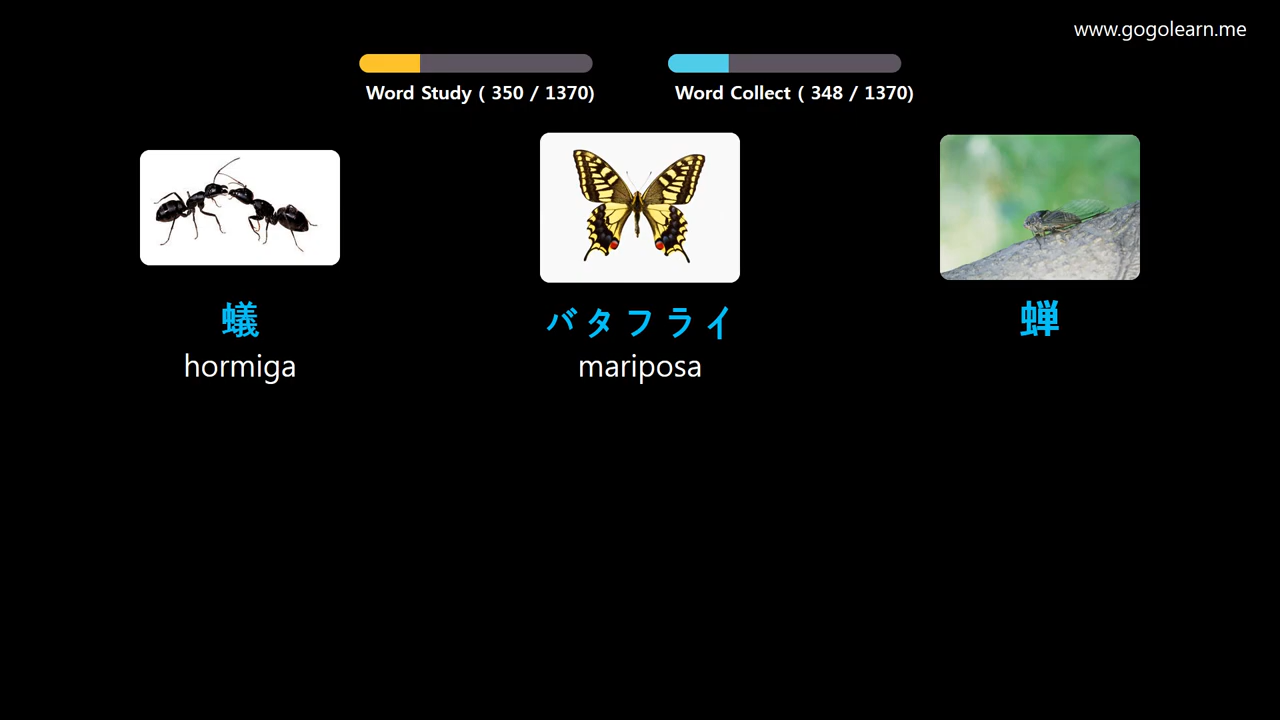 www.gogolearn.me
Word Study ( 350 / 1370)
Word Collect ( 348 / 1370)
蟻
バタフライ
蝉
hormiga
mariposa